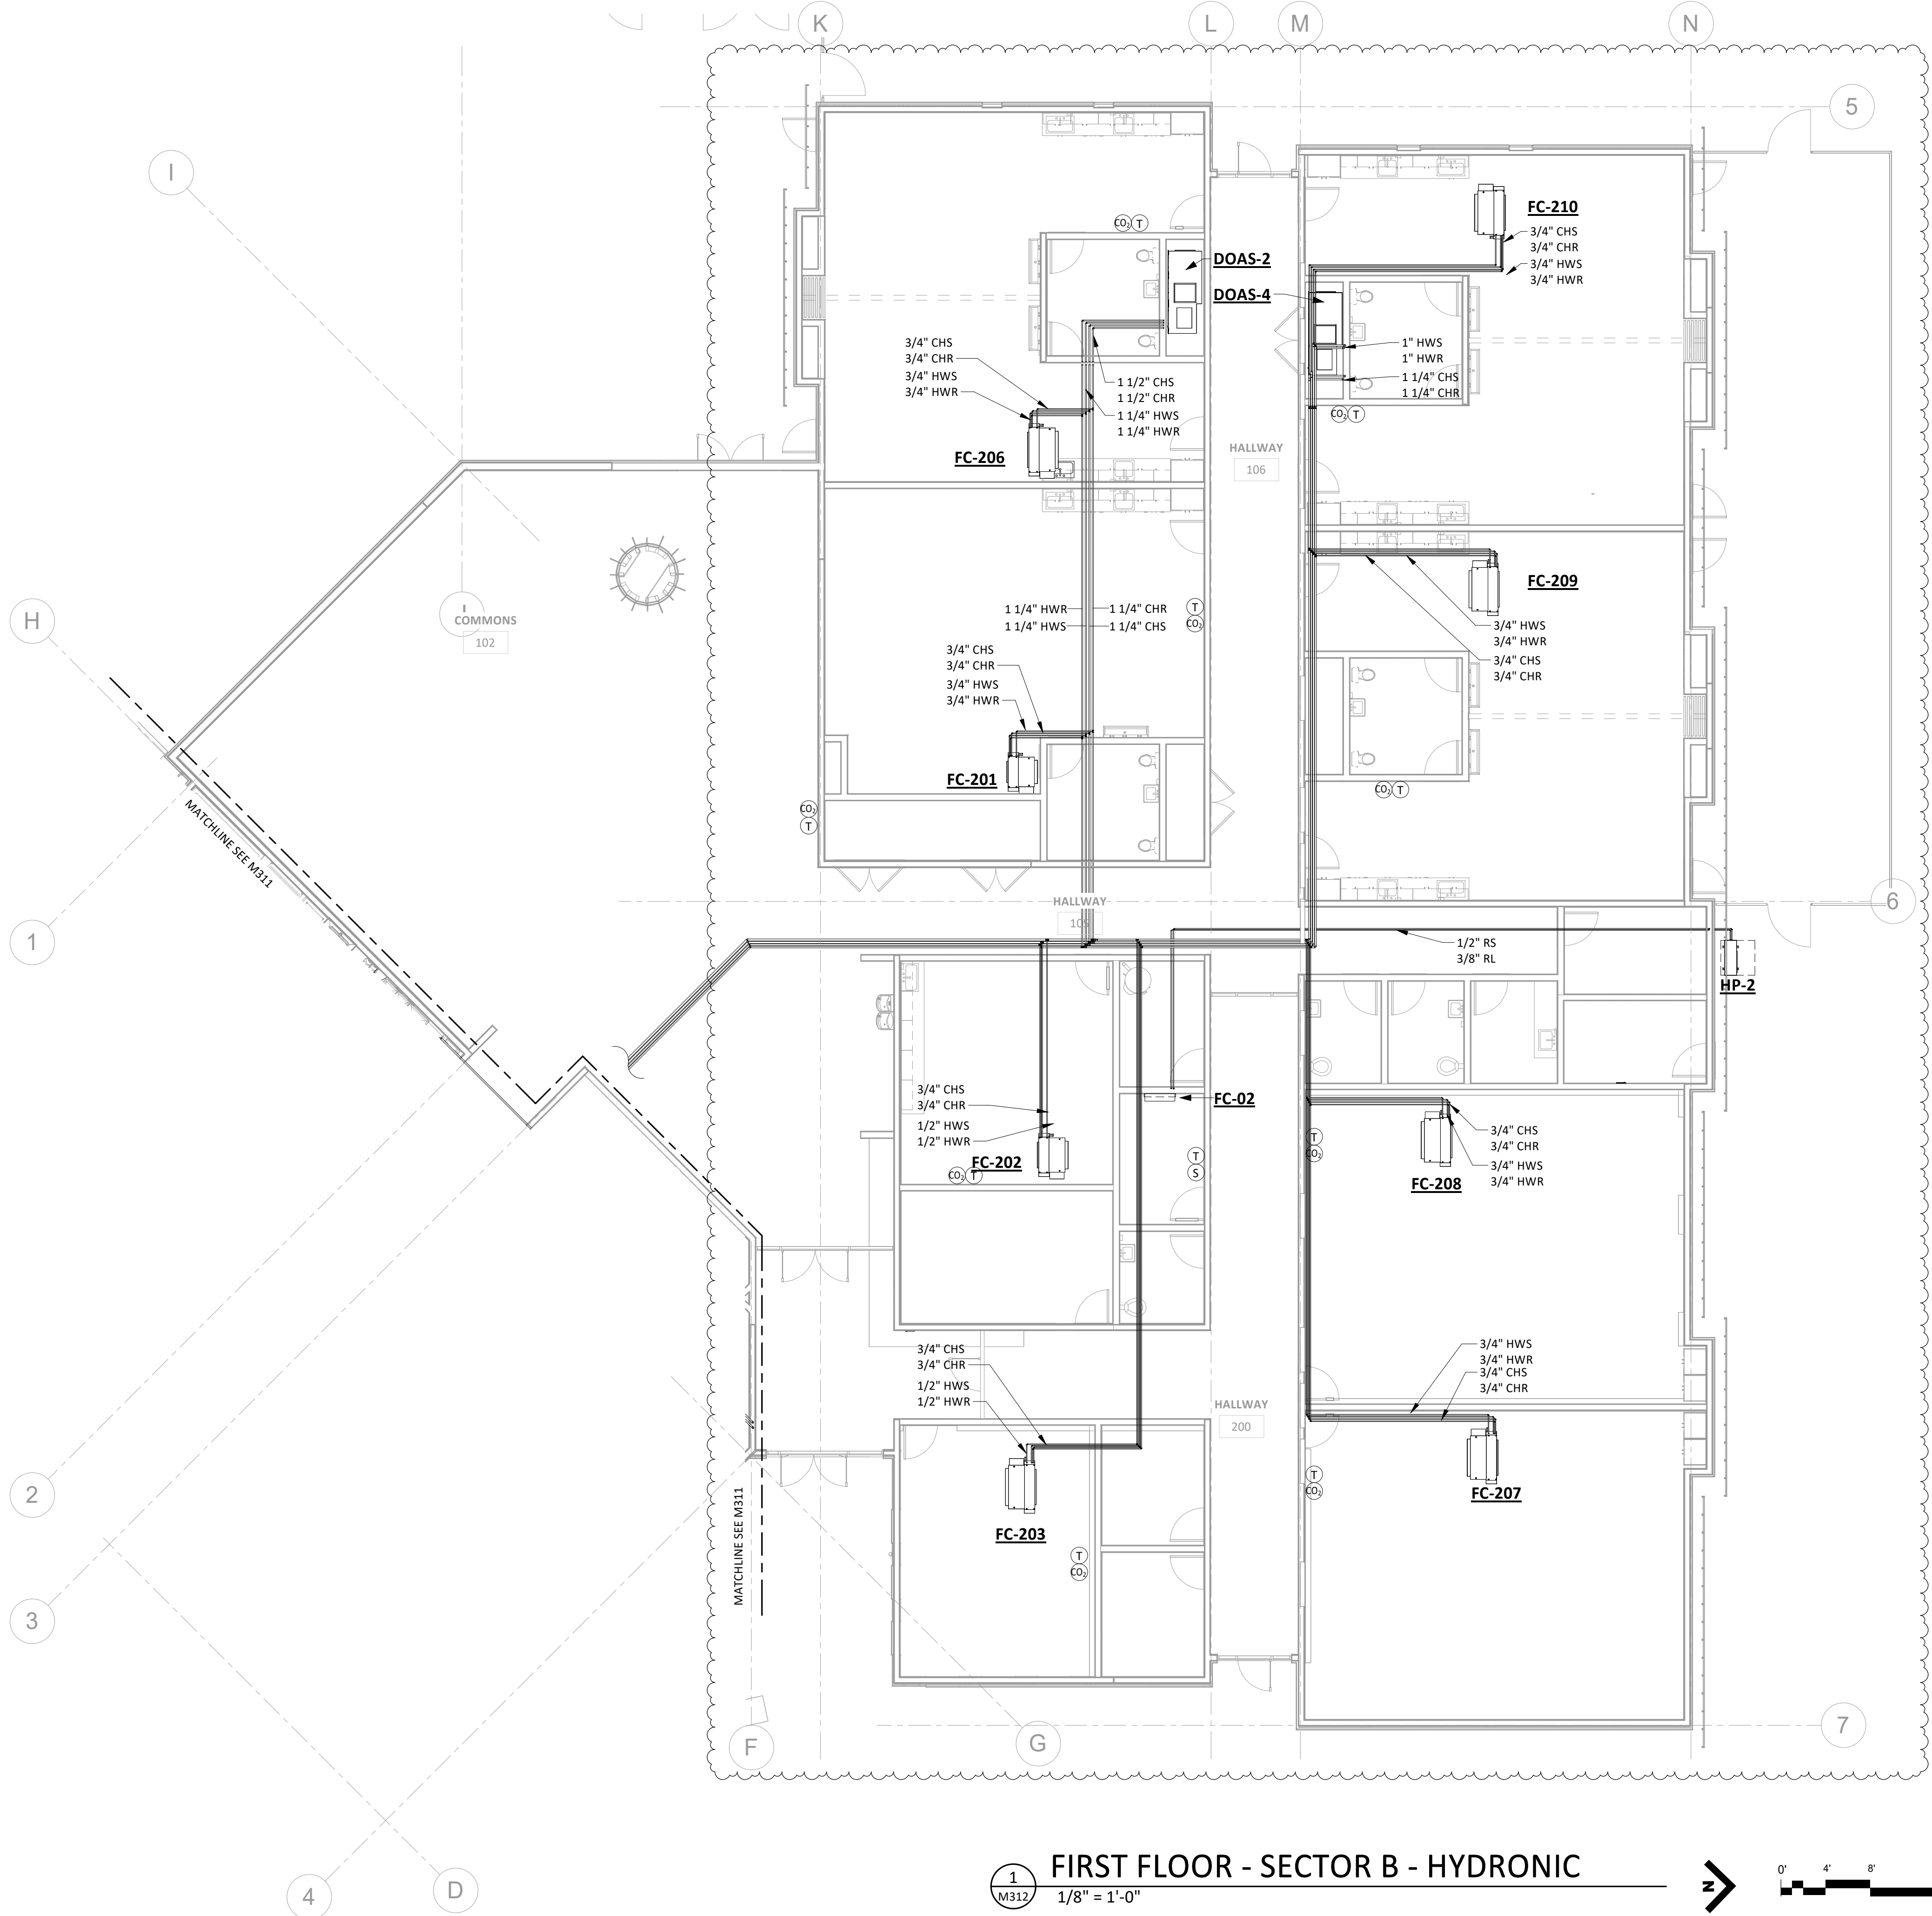 K
L
M
N
5
I
FC-210
CO2 T
3/4" CHS
3/4" CHR
3/4" HWS
3/4" HWR
DOAS-2
DOAS-4
3/4" CHS
3/4" CHR
3/4" HWS
3/4" HWR
1" HWS
1" HWR
1 1/4" CHS
1 1/4" CHR
1 1/2" CHS
1 1/2" CHR
1 1/4" HWS
1 1/4" HWR
CO2 T
FC-206
HALLWAY
106
FC-209
H
COMMONS
102
1 1/4" HWR
1 1/4" CHR
1 1/4" HWS
1 1/4" CHS
T
CO2
3/4" HWS
3/4" HWR
3/4" CHS
3/4" CHR
3/4" CHS
3/4" CHR
3/4" HWS
3/4" HWR
FC-201
CO2 T
CO2
T
MATCHLINE SEE M311
HALLWAY
105
6
1
1/2" RS
3/8" RL
HP-2
3/4" CHS
3/4" CHR
1/2" HWS
1/2" HWR
FC-02
FC-202
CO2 T
T
S
T
CO2
3/4" CHS
3/4" CHR
3/4" HWS
3/4" HWR
FC-208
3/4" CHS
3/4" CHR
1/2" HWS
1/2" HWR
3/4" HWS
3/4" HWR
3/4" CHS
3/4" CHR
HALLWAY
200
2
MATCHLINE SEE M311
T
CO2
FC-207
FC-203
T
CO2
3
F
G
7
4
D
1
M312
FIRST FLOOR - SECTOR B - HYDRONIC
1/8" = 1'-0"
N
0' 4' 8'